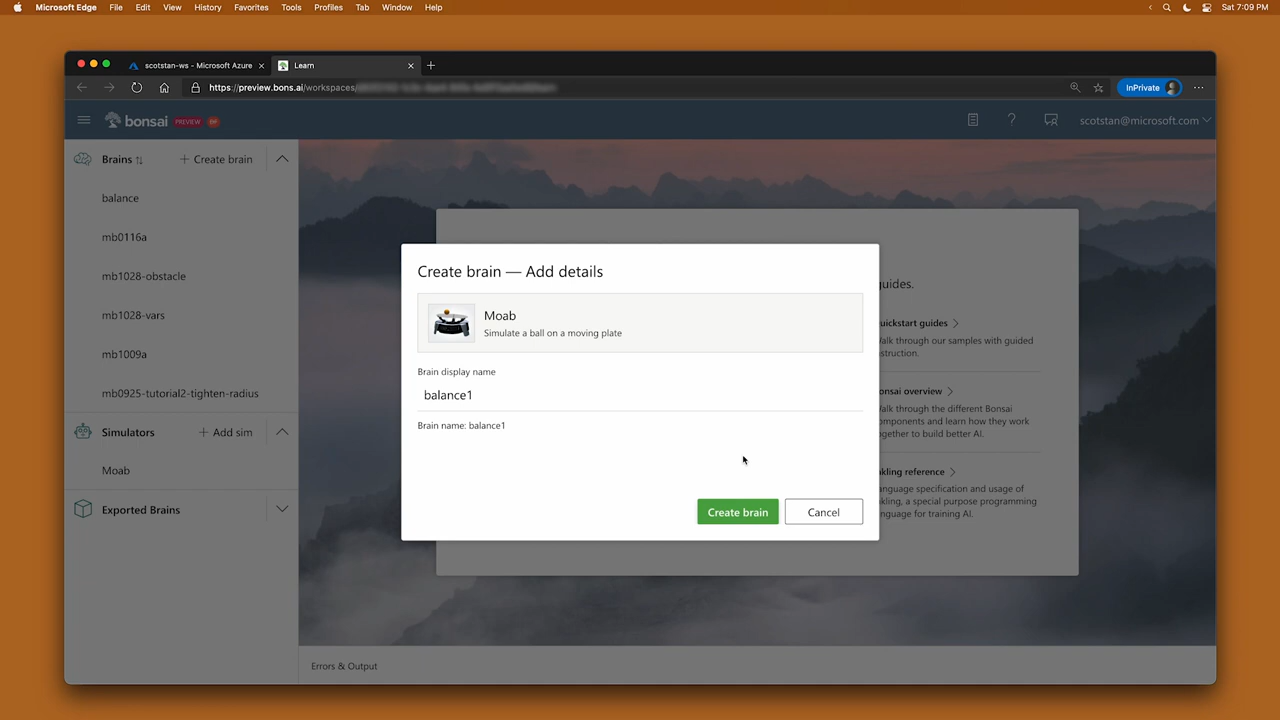 Microsoft Edge File Edit View History Favorites Tools Profiles Tab Window Help Sat 7:09 PM
scotstan-ws - Microsoft Azure Learn
https://preview.bons.ai/workspaces/ InPrivate
bonsai PREVIEW scotstan@microsoft.com
Brains Create brain
balance
mb0116a
mb1028-obstacle
mb1028-vars
mb1009a
mb0925-tutorial2-tighten-radius
Simulators Add sim
Moab
Exported Brains
Create brain — Add details
Moab
Simulate a ball on a moving plate
Brain display name
balance1
Brain name: balance1
Create brain Cancel
guides.
quickstart guides
Walk through our samples with guided
struction.
onsai overview
Walk through the different Bonsai
omponents and learn how they work
ogether to build better AI.
kling reference
anguage specification and usage of
kling, a special purpose programming
anguage for training AI.
Errors & Output